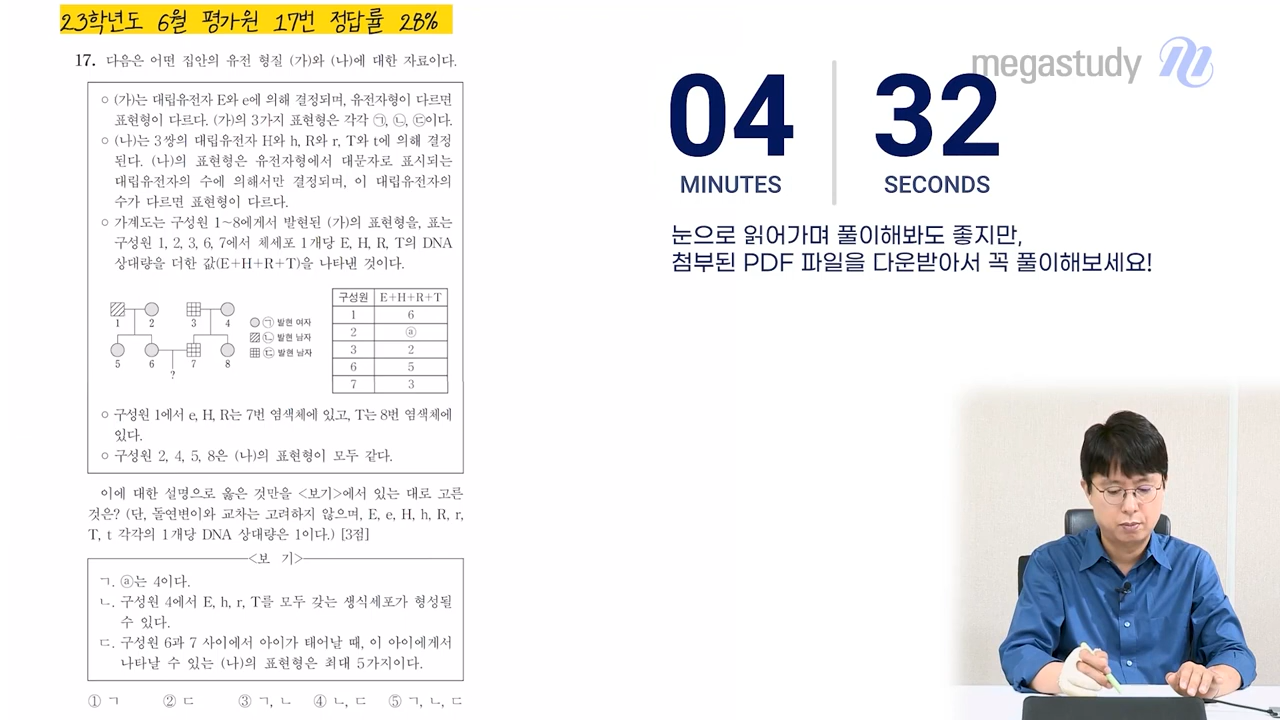 23학년도 6월 평가원 17번 정답률 28%
17. 다음은 어떤 집안의 유전 형질 (가)와 (나)에 대한 자료이다.
○ (가)는 대립유전자 E와 e에 의해 결정되며, 유전자형이 다르면
표현형이 다르다. (가)의 3가지 표현형은 각각 ㉠, ㉡, ㉢이다.
○ (나)는 3쌍의 대립유전자 H와 h, R와 r, T와 t에 의해 결정
된다. (나)의 표현형은 유전자형에서 대문자로 표시되는
대립유전자의 수에 의해서만 결정되며, 이 대립유전자의
수가 다르면 표현형이 다르다.
○ 가계도는 구성원 1~8에게서 발현된 (가)의 표현형을, 표는
구성원 1, 2, 3, 6, 7에서 체세포 1개당 E, H, R, T의 DNA
상대량을 더한 값(E+H+R+T)을 나타낸 것이다.
1 2 3 4
5 6 7 8
?
㉠ 발현 여자
㉡ 발현 남자
㉢ 발현 남자
구성원 E+H+R+T
1 6
2 ⓐ
3 2
6 5
7 3
○ 구성원 1에서 e, H, R는 7번 염색체에 있고, T는 8번 염색체에
있다.
○ 구성원 2, 4, 5, 8은 (나)의 표현형이 모두 같다.
이에 대한 설명으로 옳은 것만을 <보기>에서 있는 대로 고른
것은? (단, 돌연변이와 교차는 고려하지 않으며, E, e, H, h, R, r,
T, t 각각의 1개당 DNA 상대량은 1이다.) [3점]
<보 기>
ㄱ. ⓐ는 4이다.
ㄴ. 구성원 4에서 E, h, r, T를 모두 갖는 생식세포가 형성될
수 있다.
ㄷ. 구성원 6과 7 사이에서 아이가 태어날 때, 이 아이에게서
나타날 수 있는 (나)의 표현형은 최대 5가지이다.
① ㄱ ② ㄷ ③ ㄱ, ㄴ ④ ㄴ, ㄷ ⑤ ㄱ, ㄴ, ㄷ
megastudy
04 32
MINUTES SECONDS
눈으로 읽어가며 풀이해봐도 좋지만,
첨부된 PDF 파일을 다운받아서 꼭 풀이해보세요!